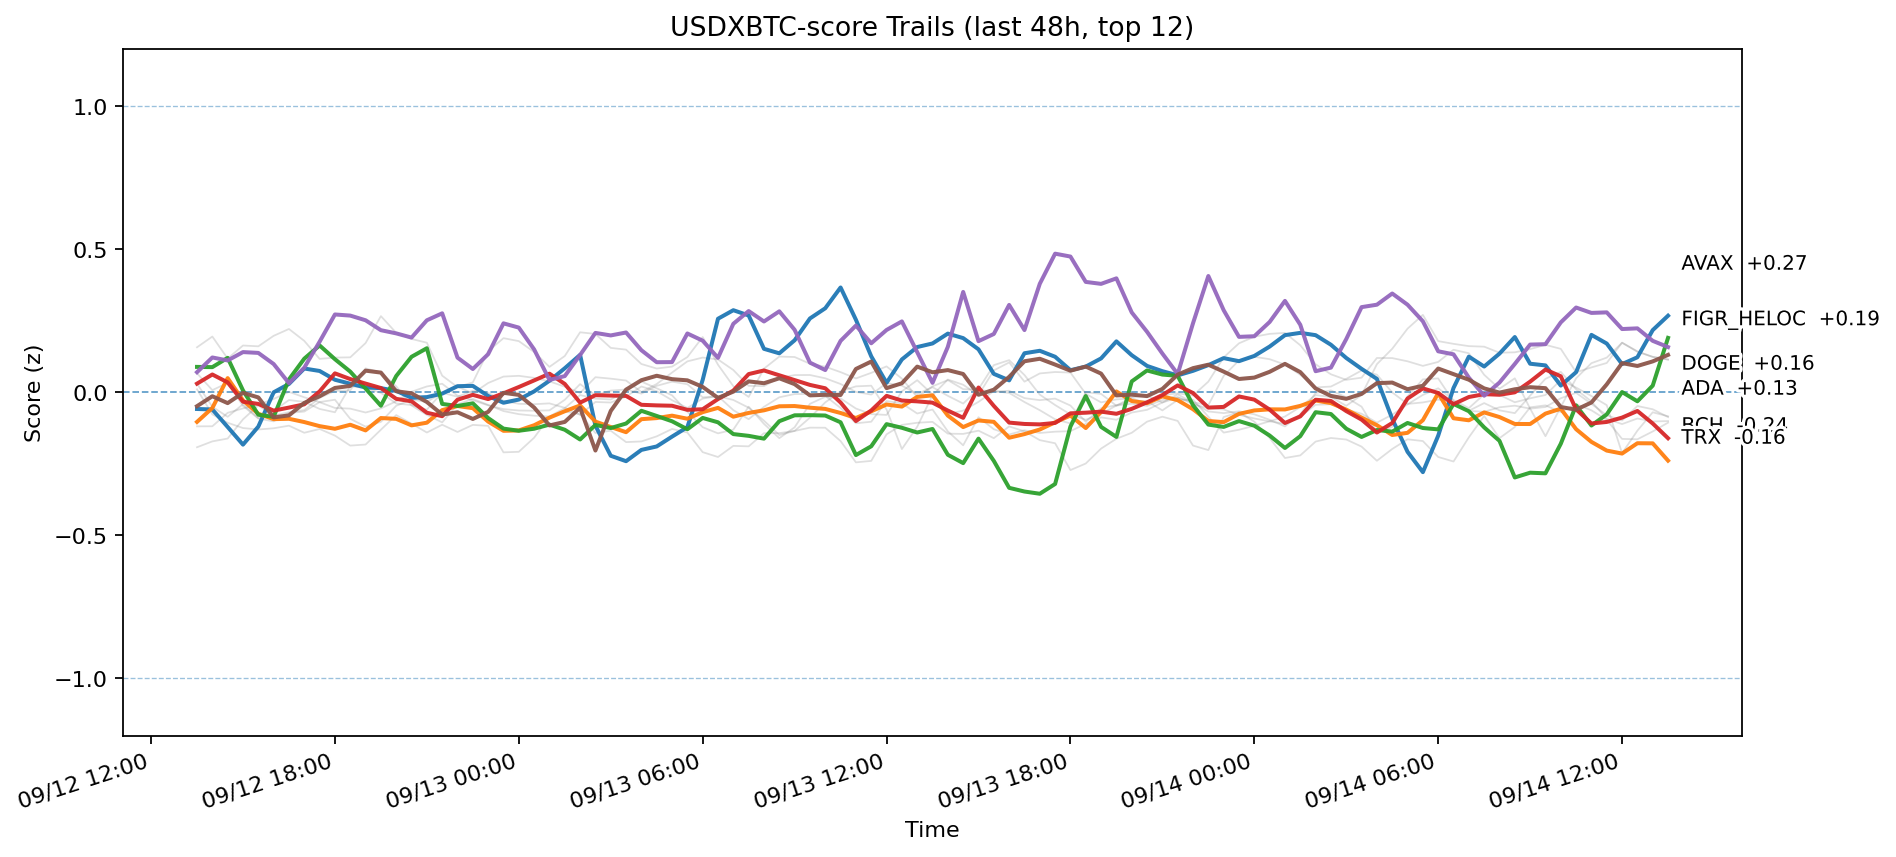 USDXBTC-score Trails (last 48h, top 12)
Score (z)
1.0
0.5
0.0
−0.5
−1.0
AVAX +0.27
FIGR_HELOC +0.19
DOGE +0.16
ADA +0.13
BCH -0.24
TRX -0.16
09/12 12:00
09/12 18:00
09/13 00:00
09/13 06:00
09/13 12:00
09/13 18:00
09/14 00:00
09/14 06:00
09/14 12:00
Time